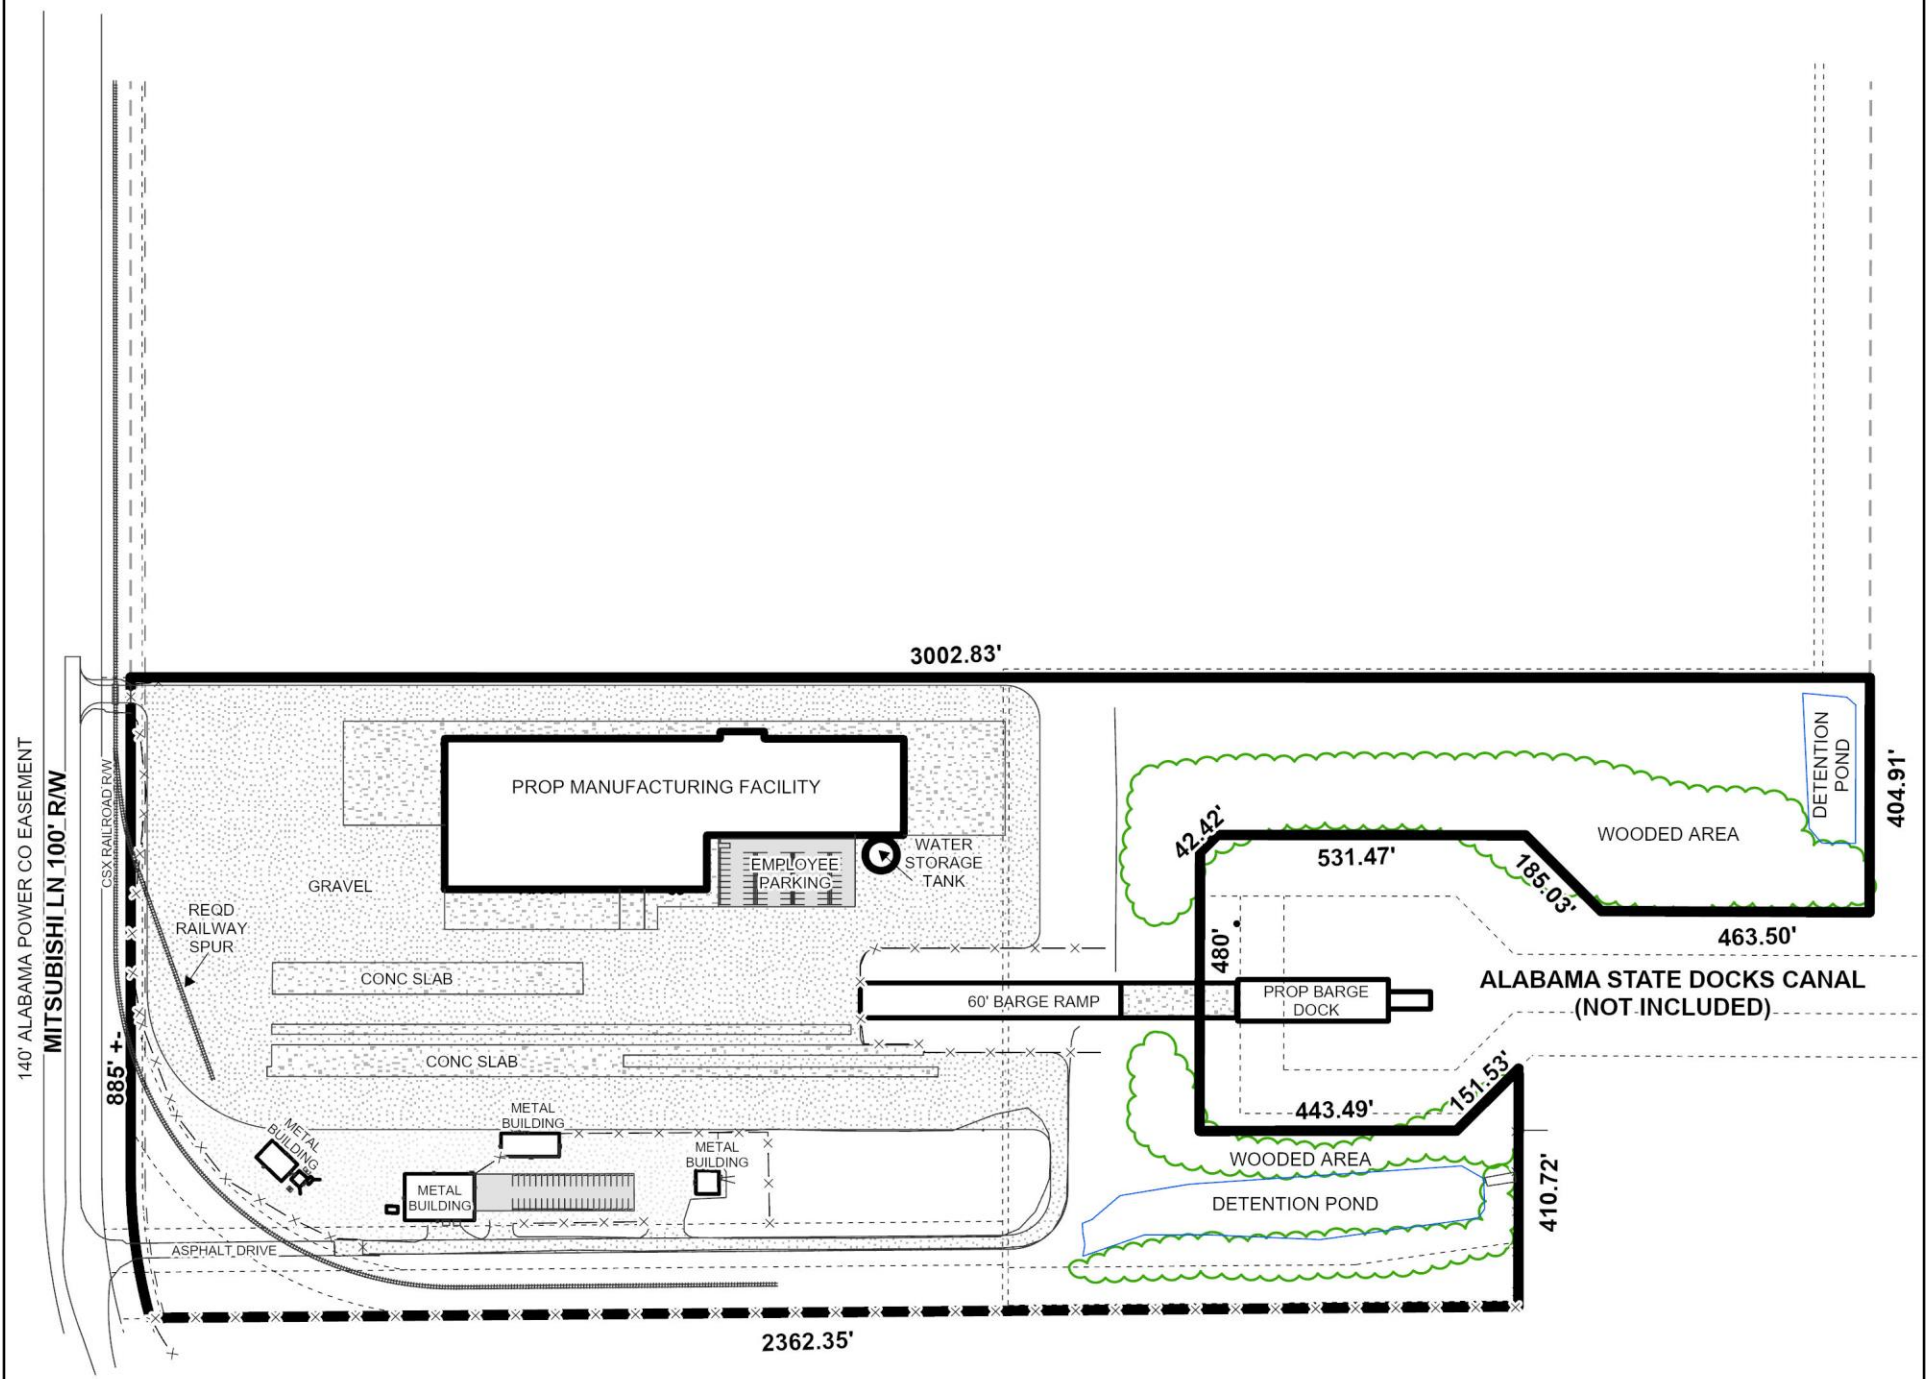 140' ALABAMA POWER CO EASEMENT
MITSUBISHI LN 100' R/W
CSX RAILROAD R/W
885' +-
3002.83'
PROP MANUFACTURING FACILITY
WATER
STORAGE
TANK
EMPLOYEE
PARKING
GRAVEL
REQD
RAILWAY
SPUR
CONC SLAB
CONC SLAB
60' BARGE RAMP
PROP BARGE
DOCK
METAL
BUILDING
METAL
BUILDING
METAL
BUILDING
METAL
BUILDING
ASPHALT DRIVE
2362.35'
DETENTION
POND
404.91'
WOODED AREA
42.42'
531.47'
185.03'
463.50'
480'
ALABAMA STATE DOCKS CANAL
(NOT INCLUDED)
151.53'
443.49'
WOODED AREA
DETENTION POND
410.72'